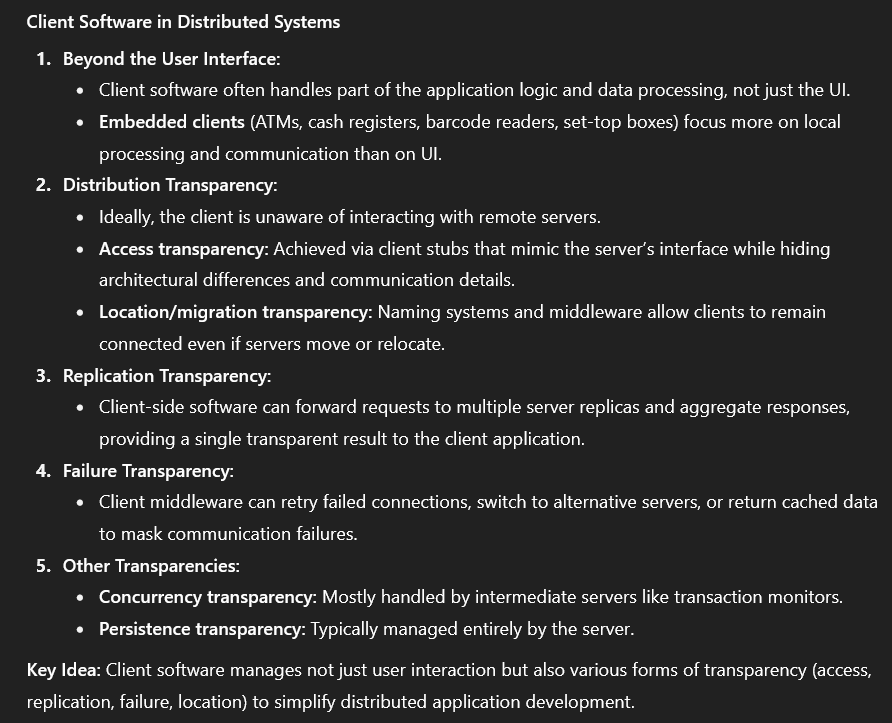 Client Software in Distributed Systems
1. Beyond the User Interface:
• Client software often handles part of the application logic and data processing, not just the UI.
• Embedded clients (ATMs, cash registers, barcode readers, set-top boxes) focus more on local
processing and communication than on UI.
2. Distribution Transparency:
• Ideally, the client is unaware of interacting with remote servers.
• Access transparency: Achieved via client stubs that mimic the server's interface while hiding
architectural differences and communication details.
• Location/migration transparency: Naming systems and middleware allow clients to remain
connected even if servers move or relocate.
3. Replication Transparency:
• Client-side software can forward requests to multiple server replicas and aggregate responses,
providing a single transparent result to the client application.
4. Failure Transparency:
• Client middleware can retry failed connections, switch to alternative servers, or return cached data
to mask communication failures.
5. Other Transparencies:
• Concurrency transparency: Mostly handled by intermediate servers like transaction monitors.
• Persistence transparency: Typically managed entirely by the server.
Key Idea: Client software manages not just user interaction but also various forms of transparency (access,
replication, failure, location) to simplify distributed application development.